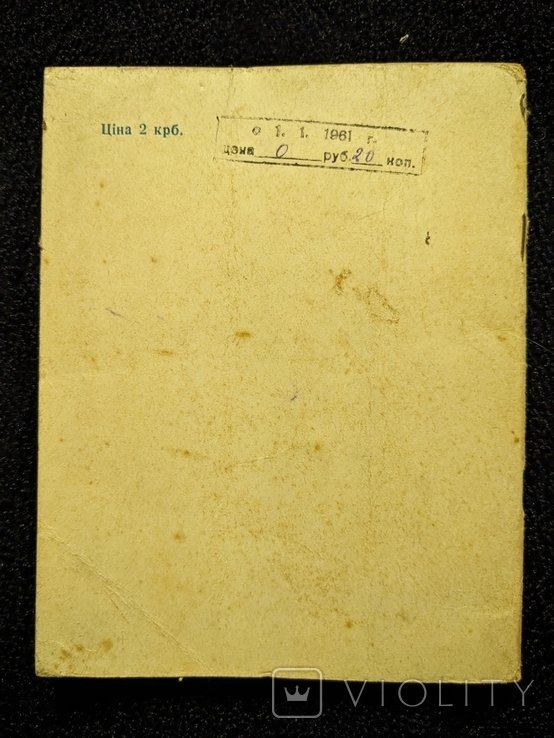 Ціна 2 крб.
с 1. 1. 1961 г.
цена 0 руб. 20 коп.
VIOLITY